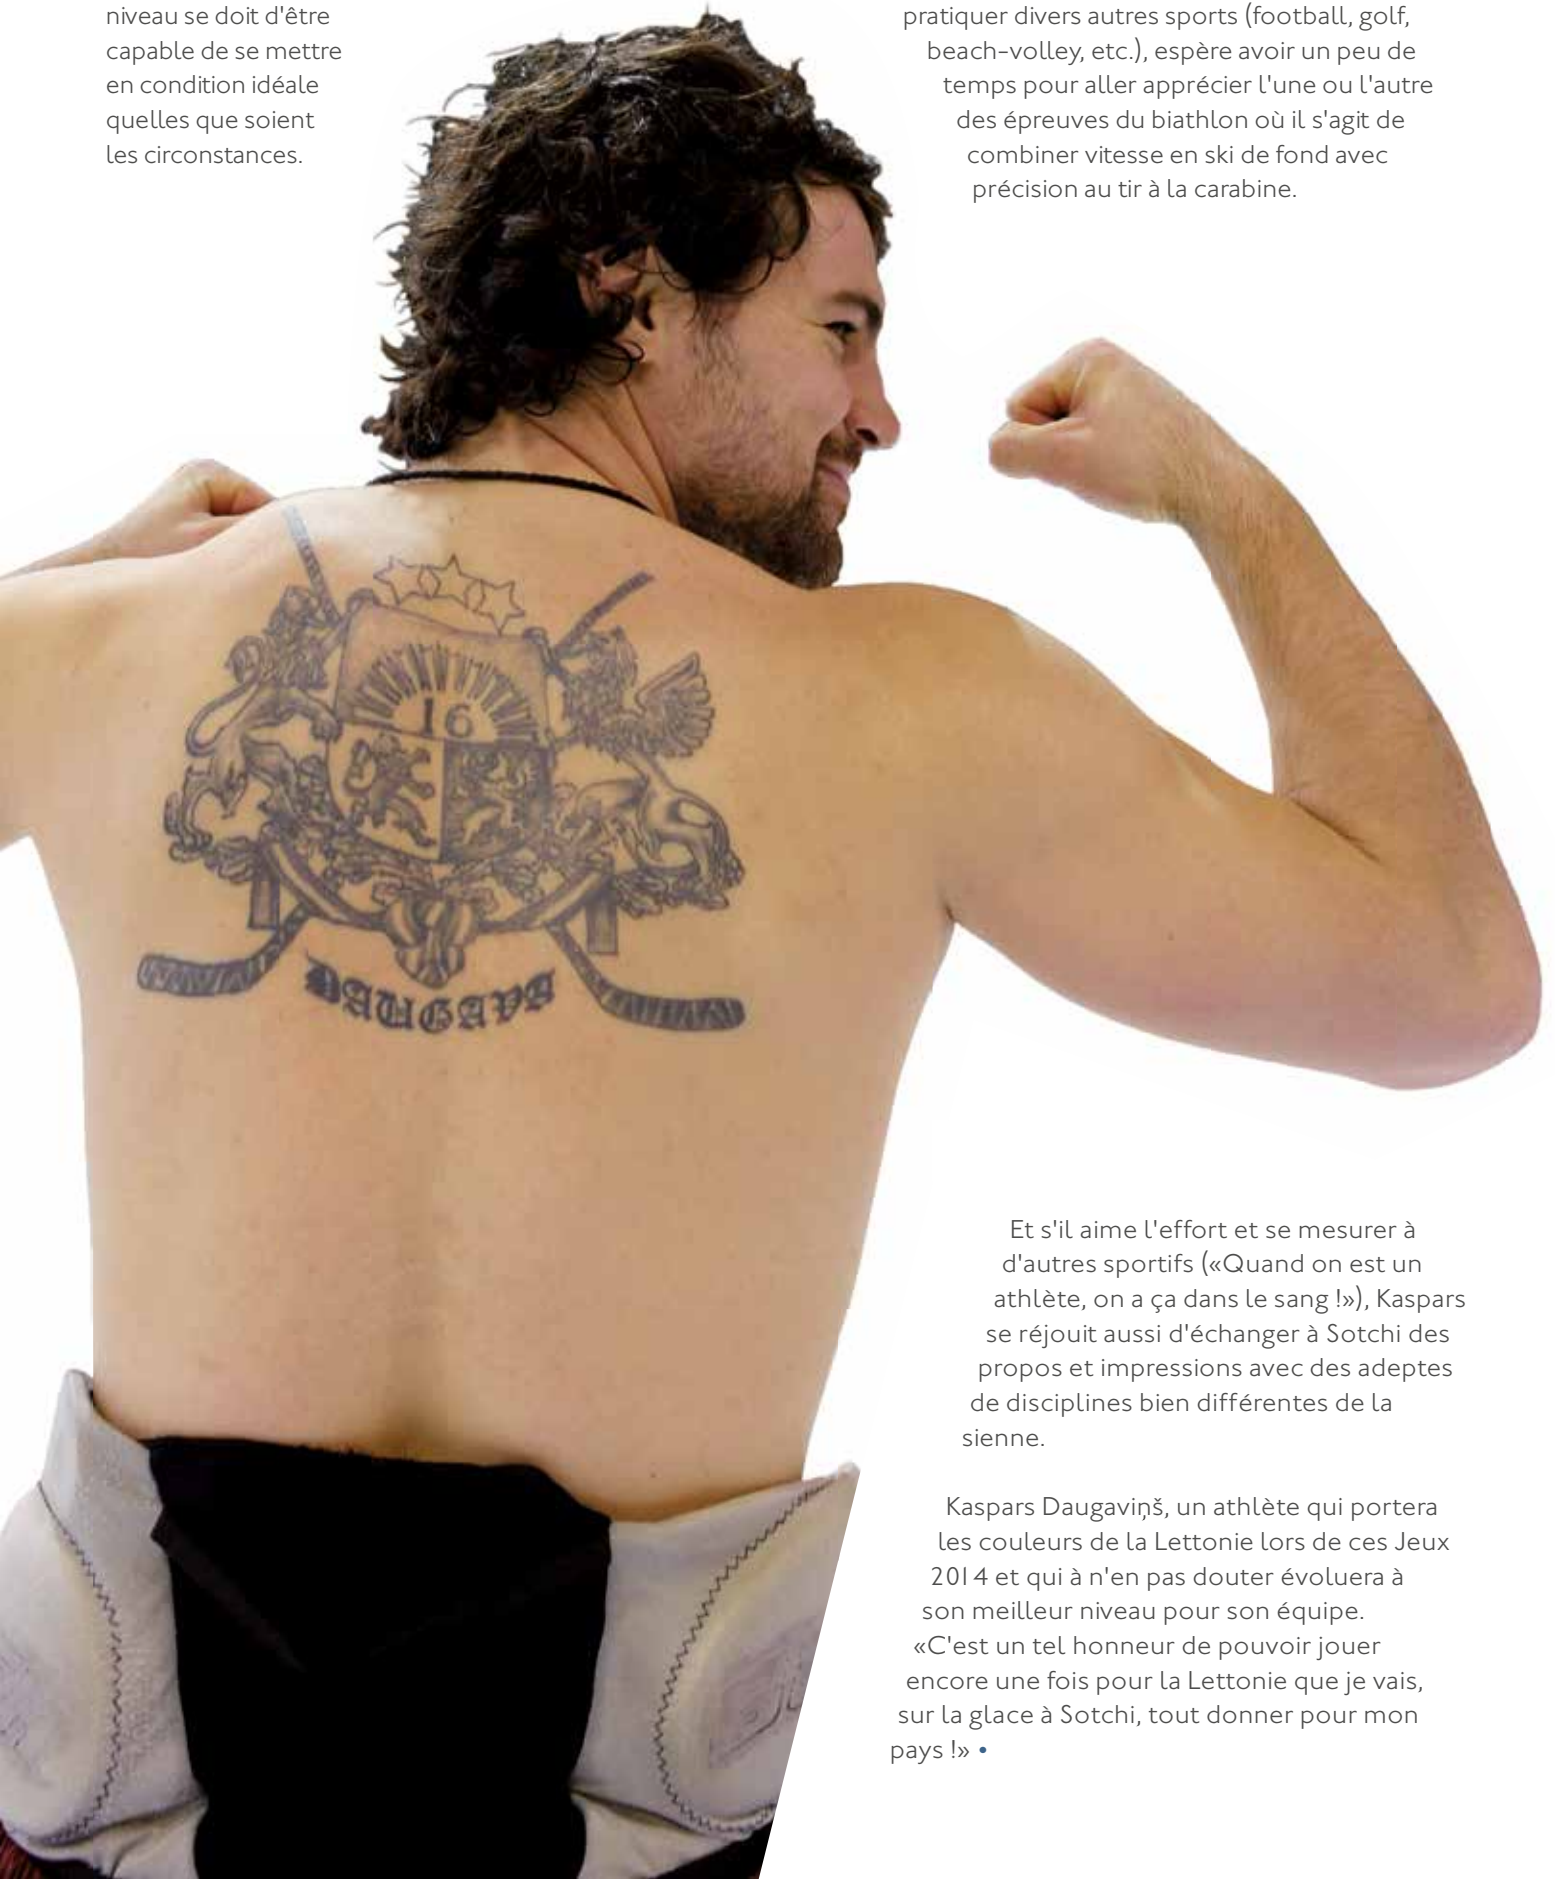 niveau se doit d'être
capable de se mettre
en condition idéale
quelles que soient
les circonstances.
pratiquer divers autres sports (football, golf,
beach-volley, etc.), espère avoir un peu de
temps pour aller apprécier l'une ou l'autre
des épreuves du biathlon où il s'agit de
combiner vitesse en ski de fond avec
précision au tir à la carabine.
16
DAUGAVA
Et s'il aime l'effort et se mesurer à
d'autres sportifs («Quand on est un
athlète, on a ça dans le sang !»), Kaspars
se réjouit aussi d'échanger à Sotchi des
propos et impressions avec des adeptes
de disciplines bien différentes de la
sienne.
Kaspars Daugaviņš, un athlète qui portera
les couleurs de la Lettonie lors de ces Jeux
2014 et qui à n'en pas douter évoluera à
son meilleur niveau pour son équipe.
«C'est un tel honneur de pouvoir jouer
encore une fois pour la Lettonie que je vais,
sur la glace à Sotchi, tout donner pour mon
pays !» •